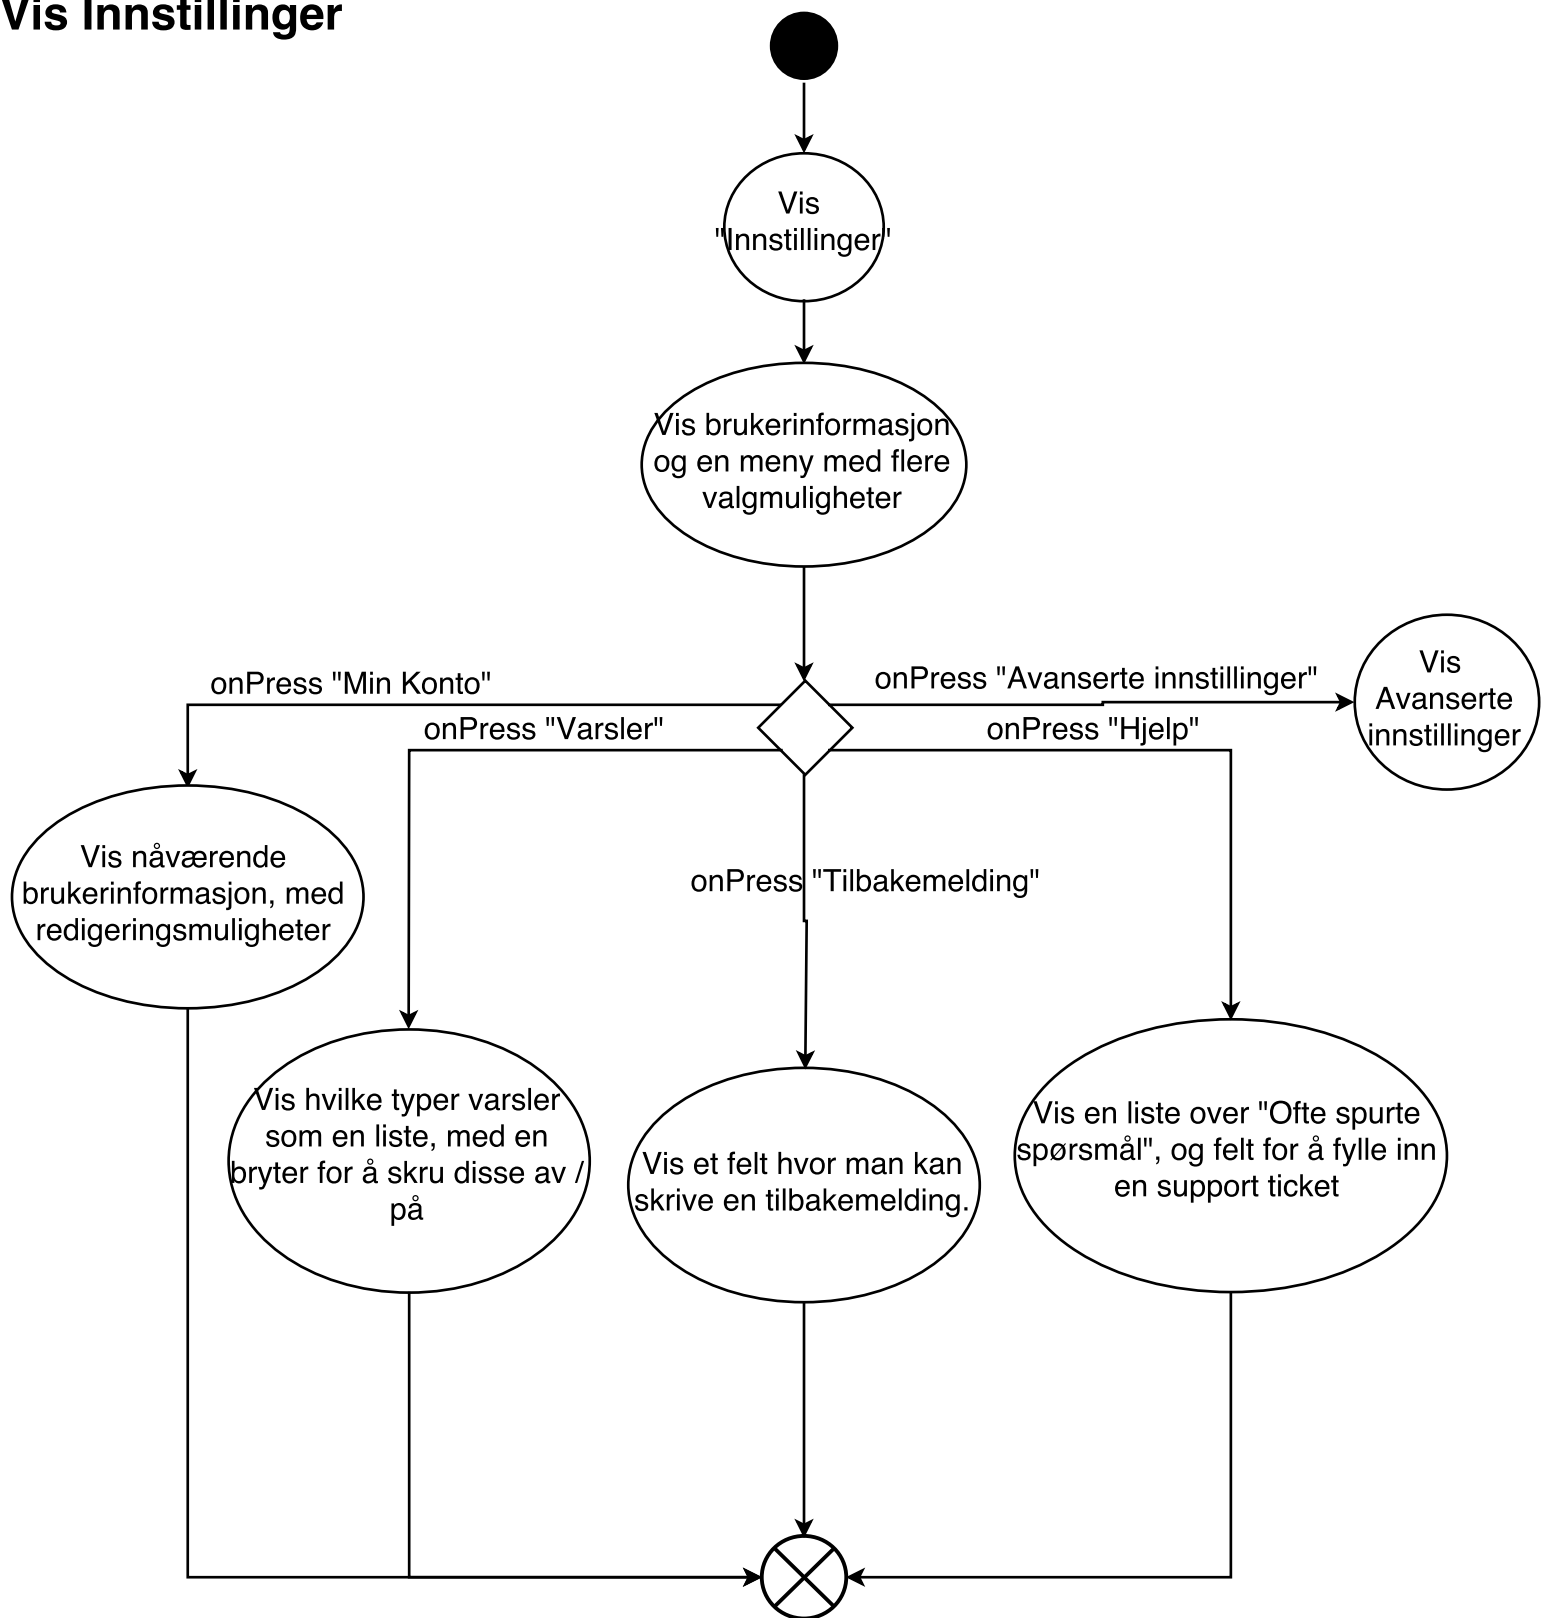 Vis Innstillinger
Vis
"Innstillinger"
Vis brukerinformasjon
og en meny med flere
valgmuligheter
onPress "Min Konto"
onPress "Avanserte innstillinger"
Vis
Avanserte
innstillinger
onPress "Varsler"
onPress "Hjelp"
Vis nåværende
brukerinformasjon, med
redigeringsmuligheter
onPress "Tilbakemelding"
Vis hvilke typer varsler
som en liste, med en
bryter for å skru disse av /
på
Vis et felt hvor man kan
skrive en tilbakemelding.
Vis en liste over "Ofte spurte
spørsmål", og felt for å fylle inn
en support ticket